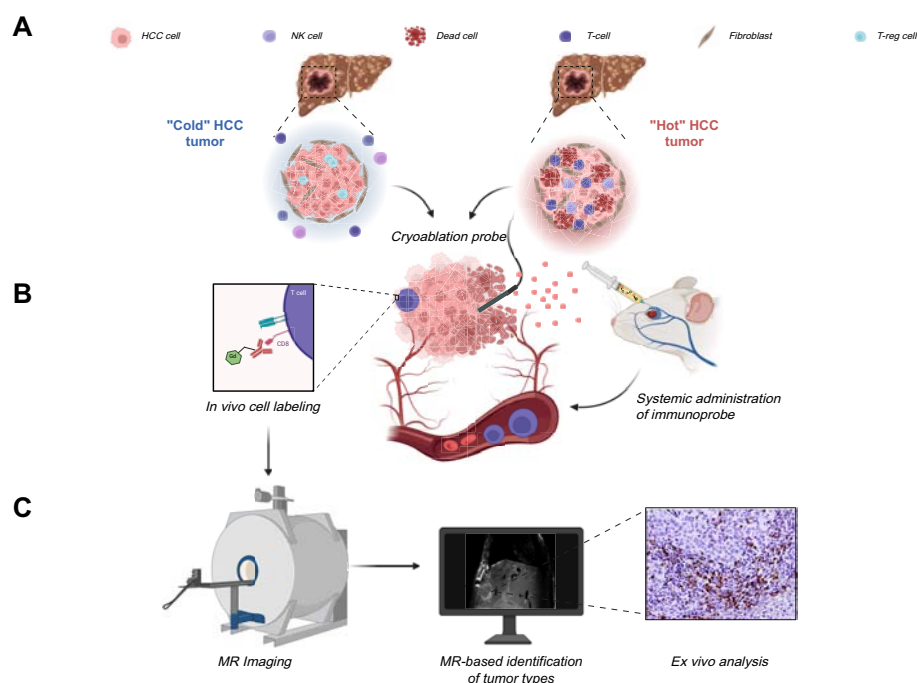 A
HCC cell
NK cell
Dead cell
T-cell
Fibroblast
T-reg cell
"Cold" HCC
tumor
"Hot" HCC
tumor
Cryoablation probe
B
T cell
CD8
Gd
In vivo cell labeling
Systemic administration
of immunoprobe
C
MR Imaging
MR-based identification
of tumor types
Ex vivo analysis